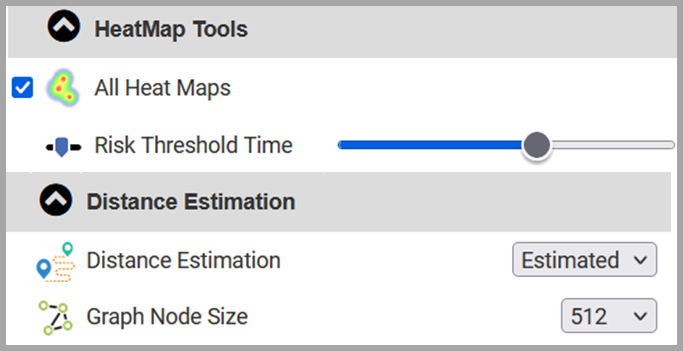 HeatMap Tools
All Heat Maps
Risk Threshold Time
Distance Estimation
Distance Estimation Estimated
Graph Node Size 512